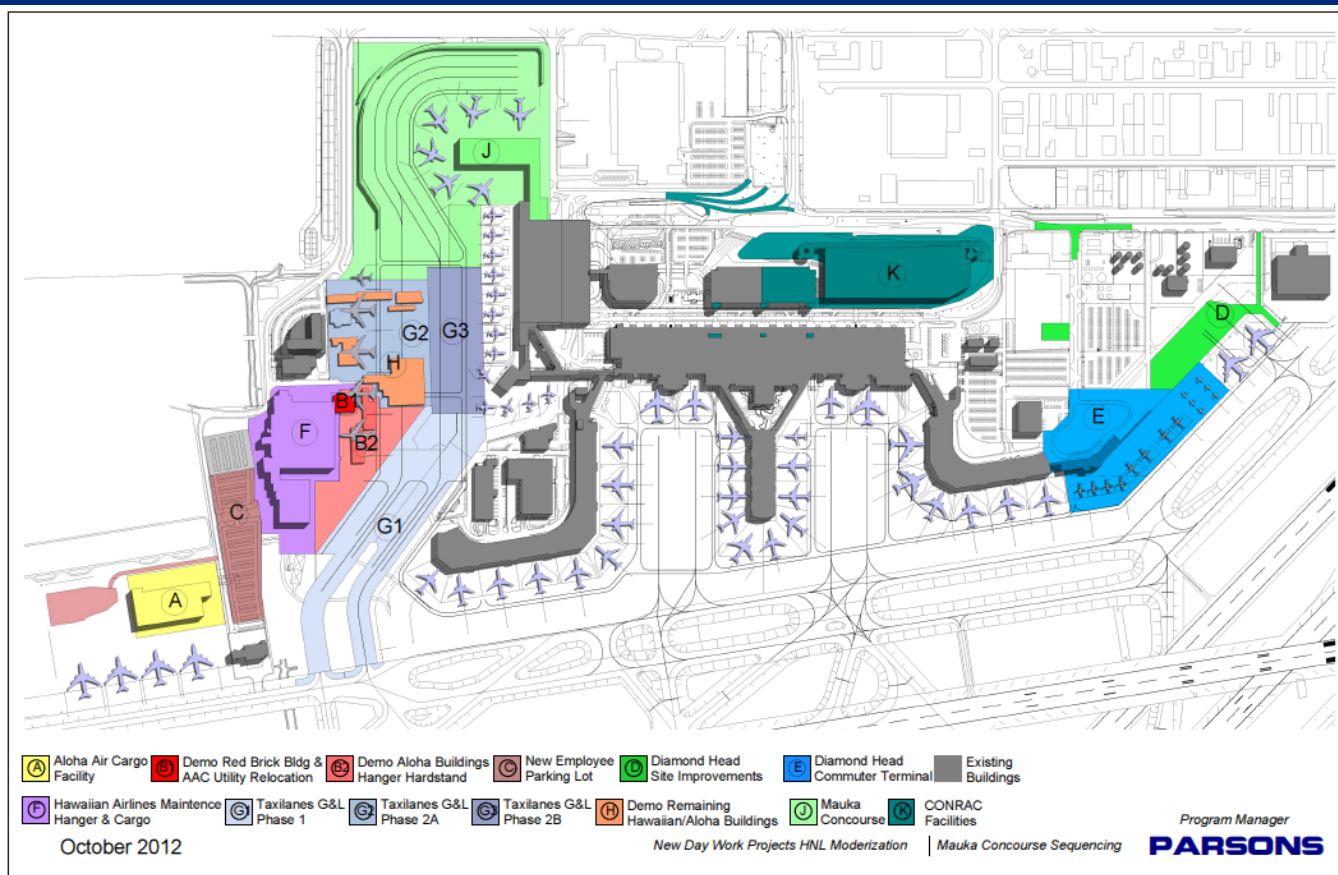 J
K
G2
G3
D
H
B1
E
F
B2
C
G1
A
A Aloha Air Cargo
Facility
B1 Demo Red Brick Bldg &
AAC Utility Relocation
B2 Demo Aloha Buildings
Hanger Hardstand
C New Employee
Parking Lot
D Diamond Head
Site Improvements
E Diamond Head
Commuter Terminal
Existing
Buildings
F Hawaiian Airlines Maintence
Hanger & Cargo
G1 Taxilanes G&L
Phase 1
G2 Taxilanes G&L
Phase 2A
G3 Taxilanes G&L
Phase 2B
H Demo Remaining
Hawaiian/Aloha Buildings
J Mauka
Concourse
K CONRAC
Facilities
October 2012
New Day Work Projects HNL Moderization | Mauka Concourse Sequencing
Program Manager
PARSONS